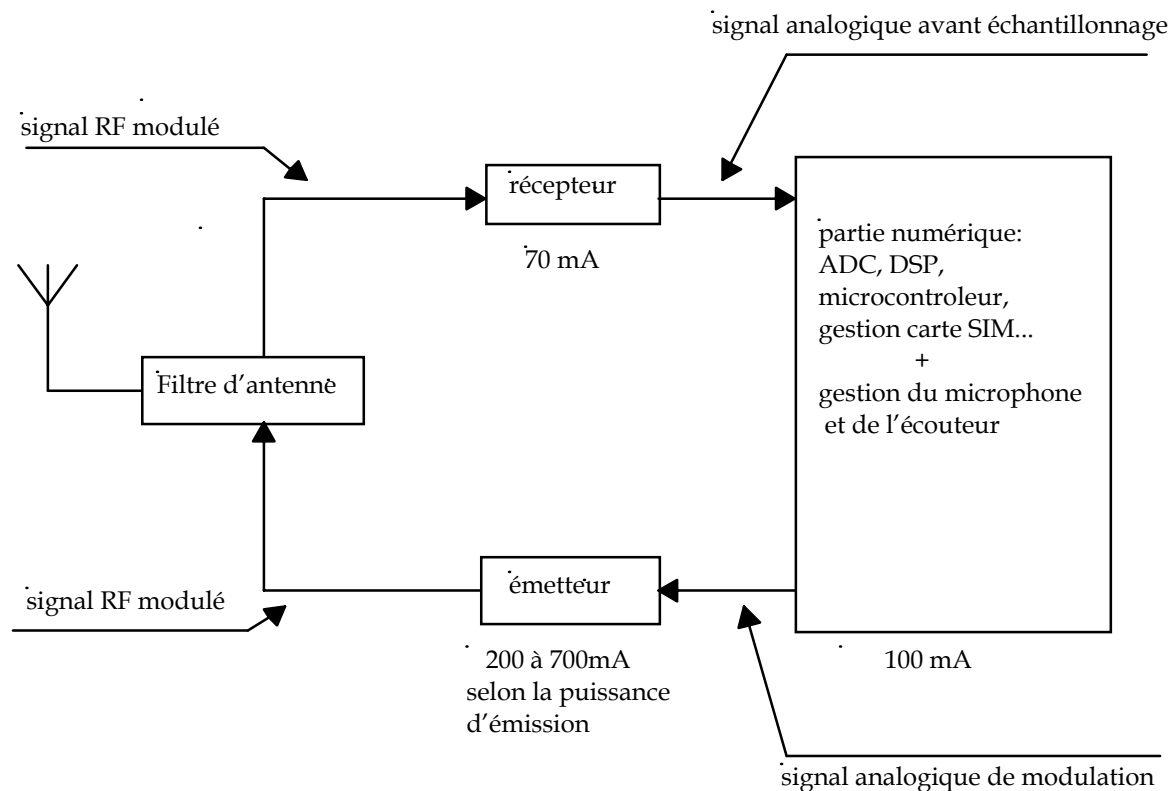 signal analogique avant échantillonnage
signal RF modulé
récepteur
70 mA
partie numérique:
ADC, DSP,
microcontroleur,
gestion carte SIM...
+
gestion du microphone
et de l'écouteur
Filtre d'antenne
émetteur
signal RF modulé
200 à 700mA
selon la puissance
d'émission
100 mA
signal analogique de modulation